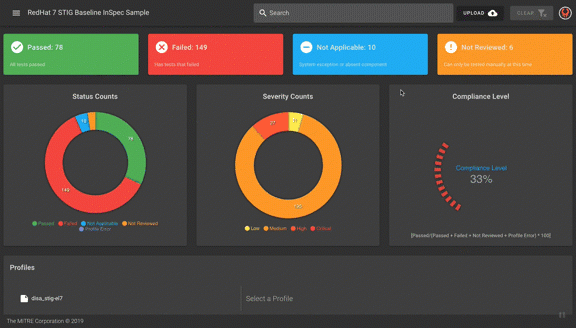 RedHat 7 STIG Baseline InSpec Sample
Search
UPLOAD
CLEAR
Passed: 78
All tests passed.
Failed: 149
Has tests that failed.
Not Applicable: 10
System exception or absent component.
Not Reviewed: 6
Can only be tested manually at this time.
Status Counts
10
78
149
Passed Failed Not Applicable Not Reviewed
Profile Error
Severity Counts
27
Low Medium High Critical
Compliance Level
Compliance Level
33%
[Passed/(Passed + Failed + Not Reviewed + Profile Error) * 100]
Profiles
disa_stig-el7
Select a Profile
The MITRE Corporation © 2019